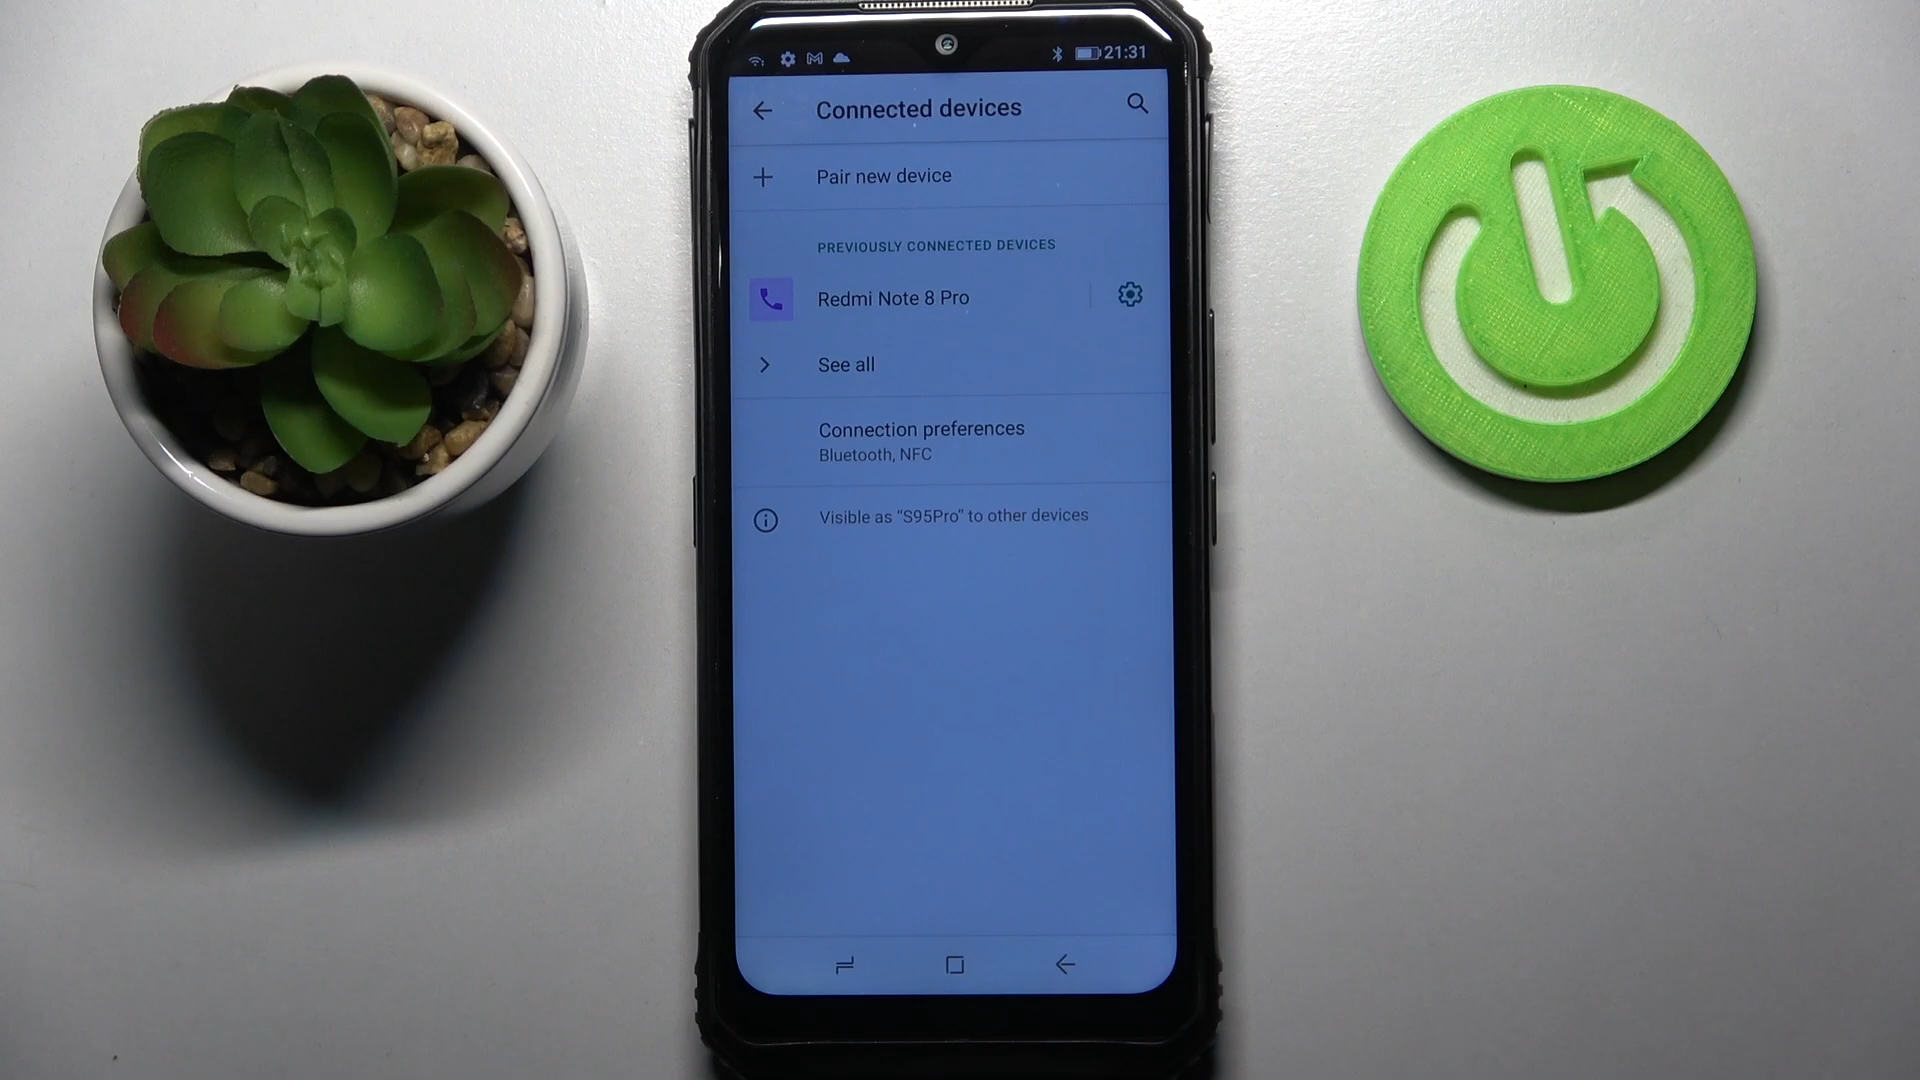 21:31
Connected devices
Pair new device
PREVIOUSLY CONNECTED DEVICES
Redmi Note 8 Pro
See all
Connection preferences
Bluetooth, NFC
Visible as “S95Pro” to other devices